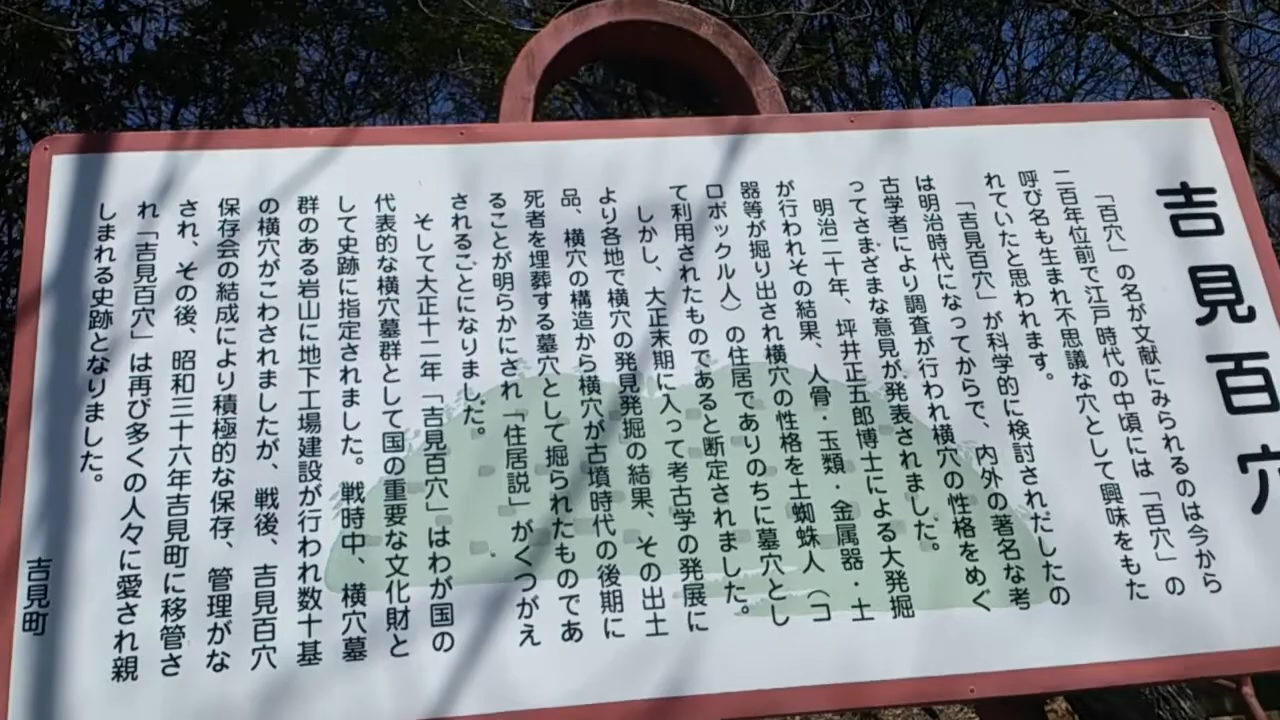 吉見百穴
「百穴」の名が文献にみられるのは今から
二百年位前で江戸時代の中頃には「百穴」の
呼び名も生まれ不思議な穴として興味をもた
れていたと思われます。
「吉見百穴」が科学的に検討されだしたの
は明治時代になってからで、内外の著名な考
古学者により調査が行われ横穴の性格をめぐ
ってさまざまな意見が発表されました。
明治二十年、坪井正五郎博士による大発掘
が行われその結果、人骨・玉類・金属器・土
器等が掘り出され横穴の性格を土蜘蛛人(コ
ロボックル人)の住居でありのちに墓穴とし
て利用されたものであると断定されました。
しかし、大正末期に入って考古学の発展に
より各地で横穴の発見発掘の結果、その出土
品、横穴の構造から横穴が古墳時代の後期に
死者を埋葬する墓穴として掘られたものであ
ることが明らかにされ「住居説」がくつがえ
されるごとになりました。
そして大正十二年「吉見百穴」はわが国の
代表的な横穴墓群として国の重要な文化財と
して史跡に指定されました。戦時中、横穴墓
群のある岩山に地下工場建設が行われ数十基
の横穴がこわされましたが、戦後、吉見百穴
保存会の結成により積極的な保存、管理がな
され、その後、昭和三十六年吉見町に移管さ
れ「吉見百穴」は再び多くの人々に愛され親
しまれる史跡となりました。
吉見町